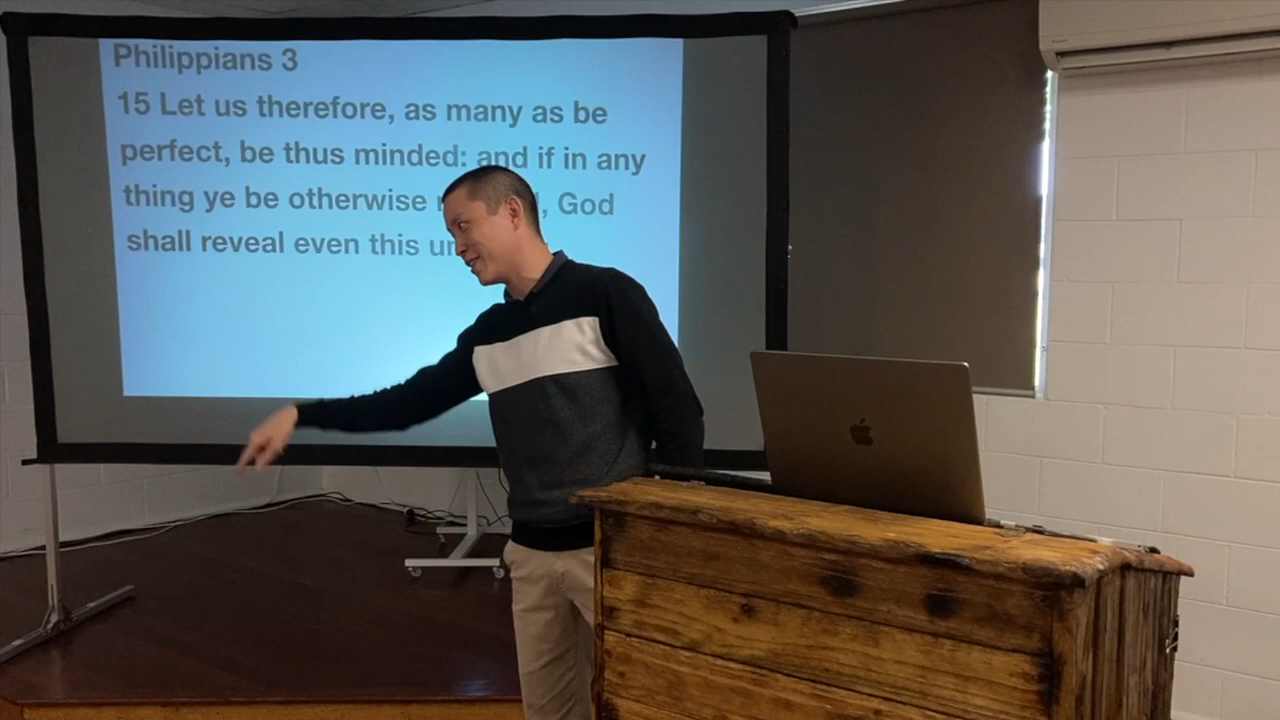 Philippians 3
15 Let us therefore, as many as be
perfect, be thus minded: and if in any
thing ye be otherwise , God
shall reveal even this